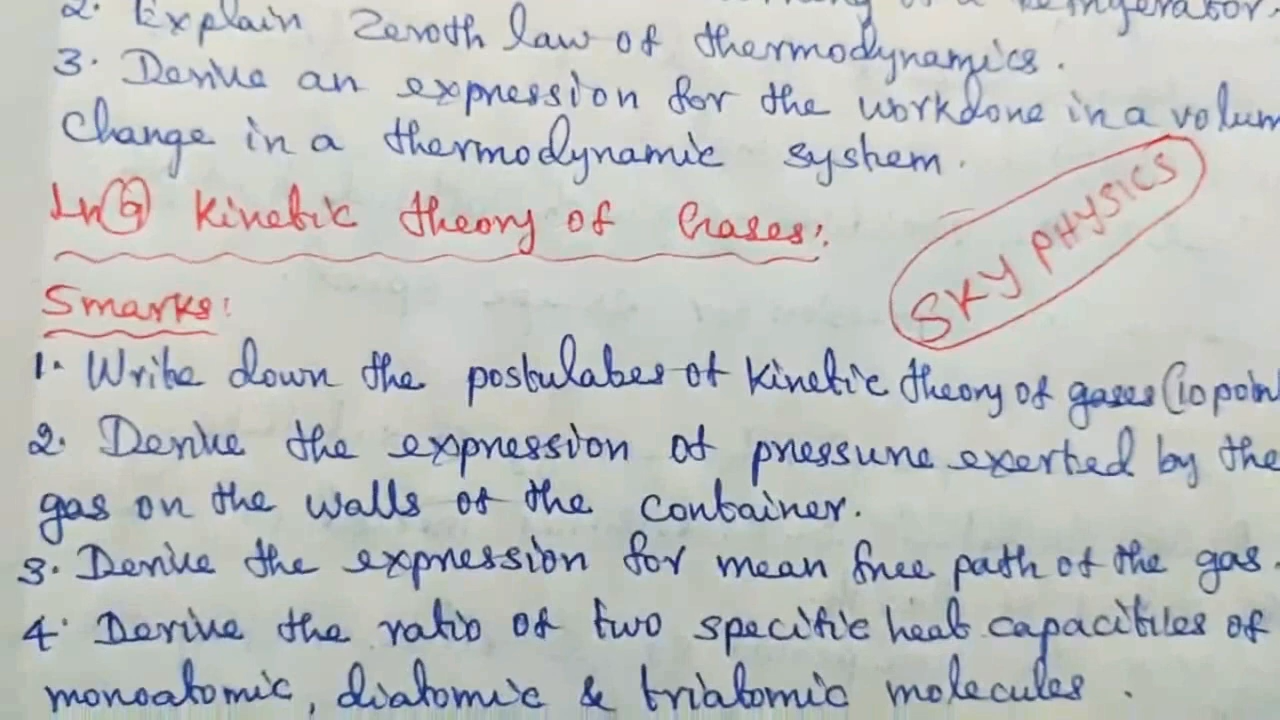 2. Explain Zeroth law of thermodynamics.
3. Derive an expression for the workdone in a volum
change in a thermodynamic system.
Ln 9 Kinetic theory of Gases:
SKY PHYSICS
5marks:
1. Write down the postulates of kinetic theory of gases (10 poin
2. Derive the expression of pressure exerted by the
gas on the walls of the container.
3. Derive the expression for mean free path of the gas.
4. Derive the ratio of two specific heat capacities of
monoatomic, diatomic & triatomic molecules.